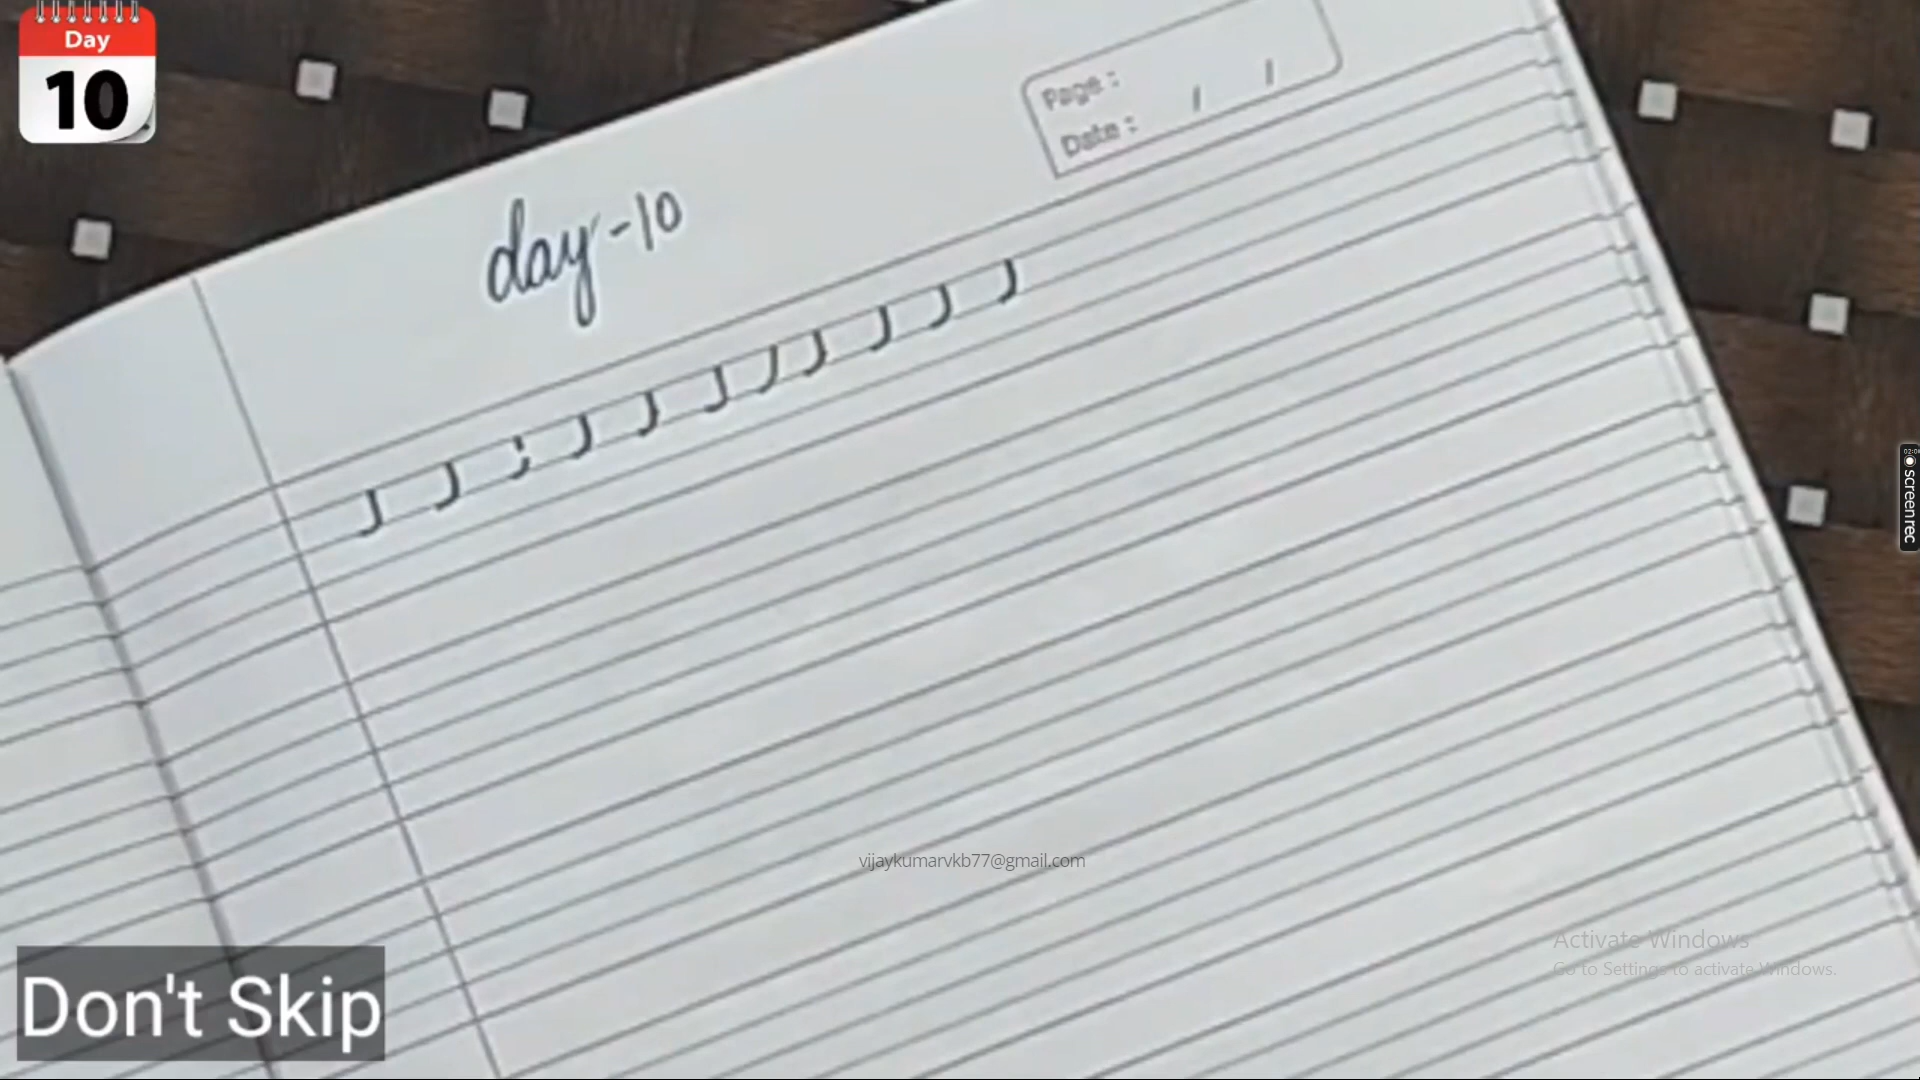 Day
10
Page :
Date : / /
day-10
screenrec
vijaykumarvkb77@gmail.com
Activate Windows
Go to Settings to activate Windows.
Don't Skip